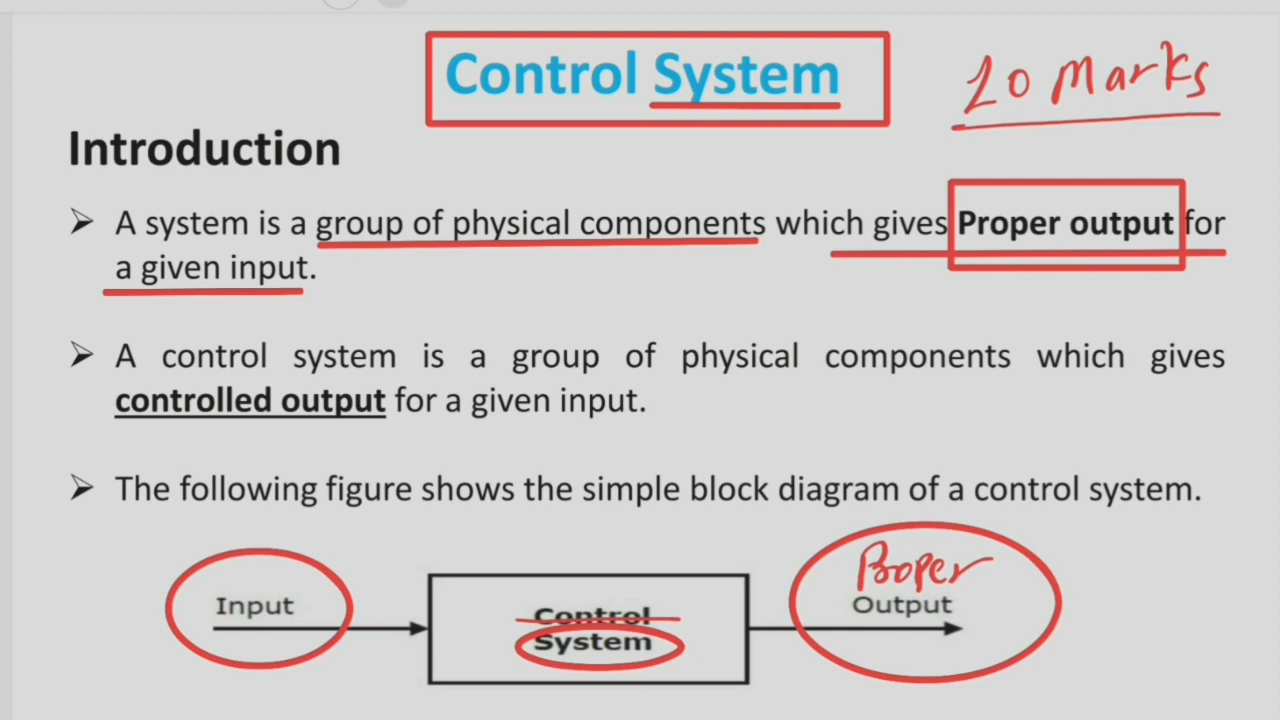 Control System
20 Marks
Introduction
➤ A system is a group of physical components which gives Proper output for
a given input.
➤ A control system is a group of physical components which gives
controlled output for a given input.
➤ The following figure shows the simple block diagram of a control system.
Proper
Input
Control
System
Output